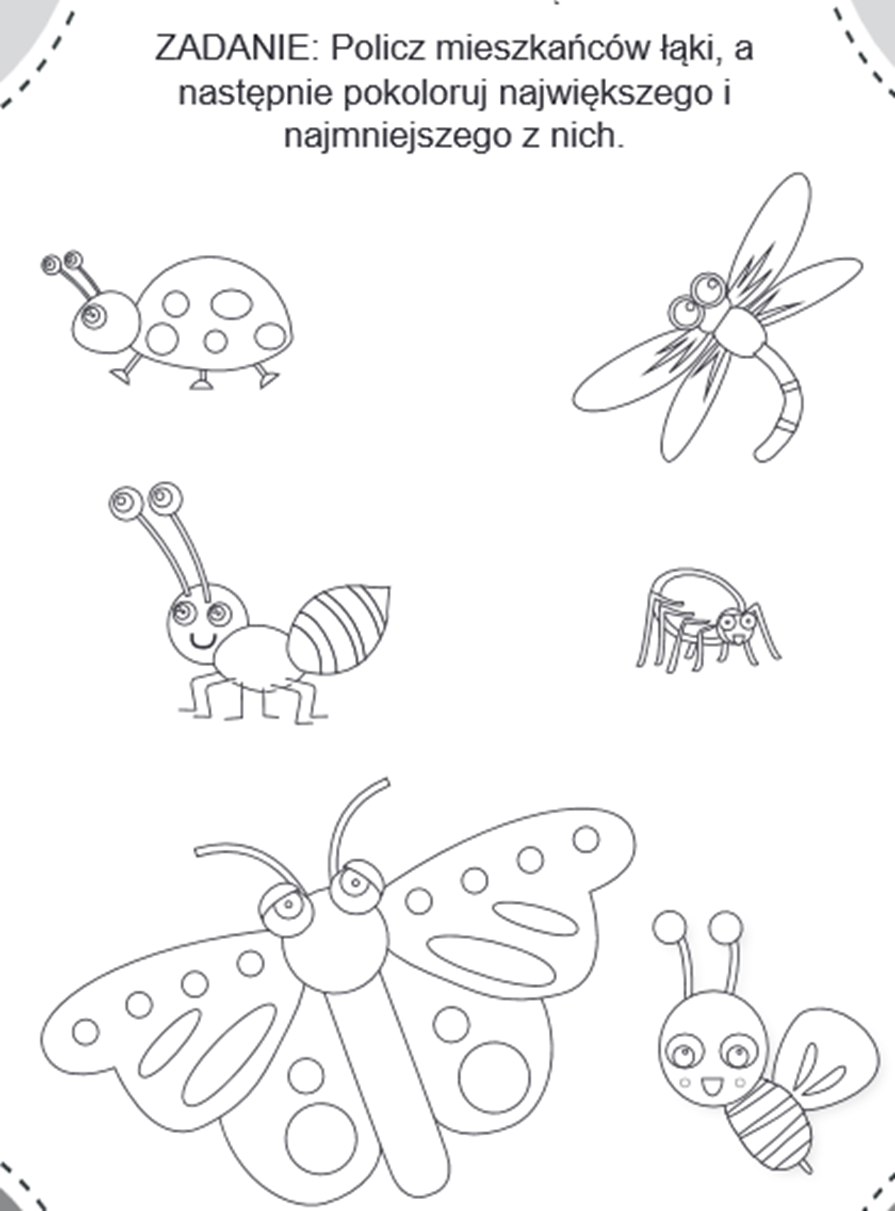 ZADANIE: Policz mieszkańców łąki, a
następnie pokoloruj największego i
najmniejszego z nich.